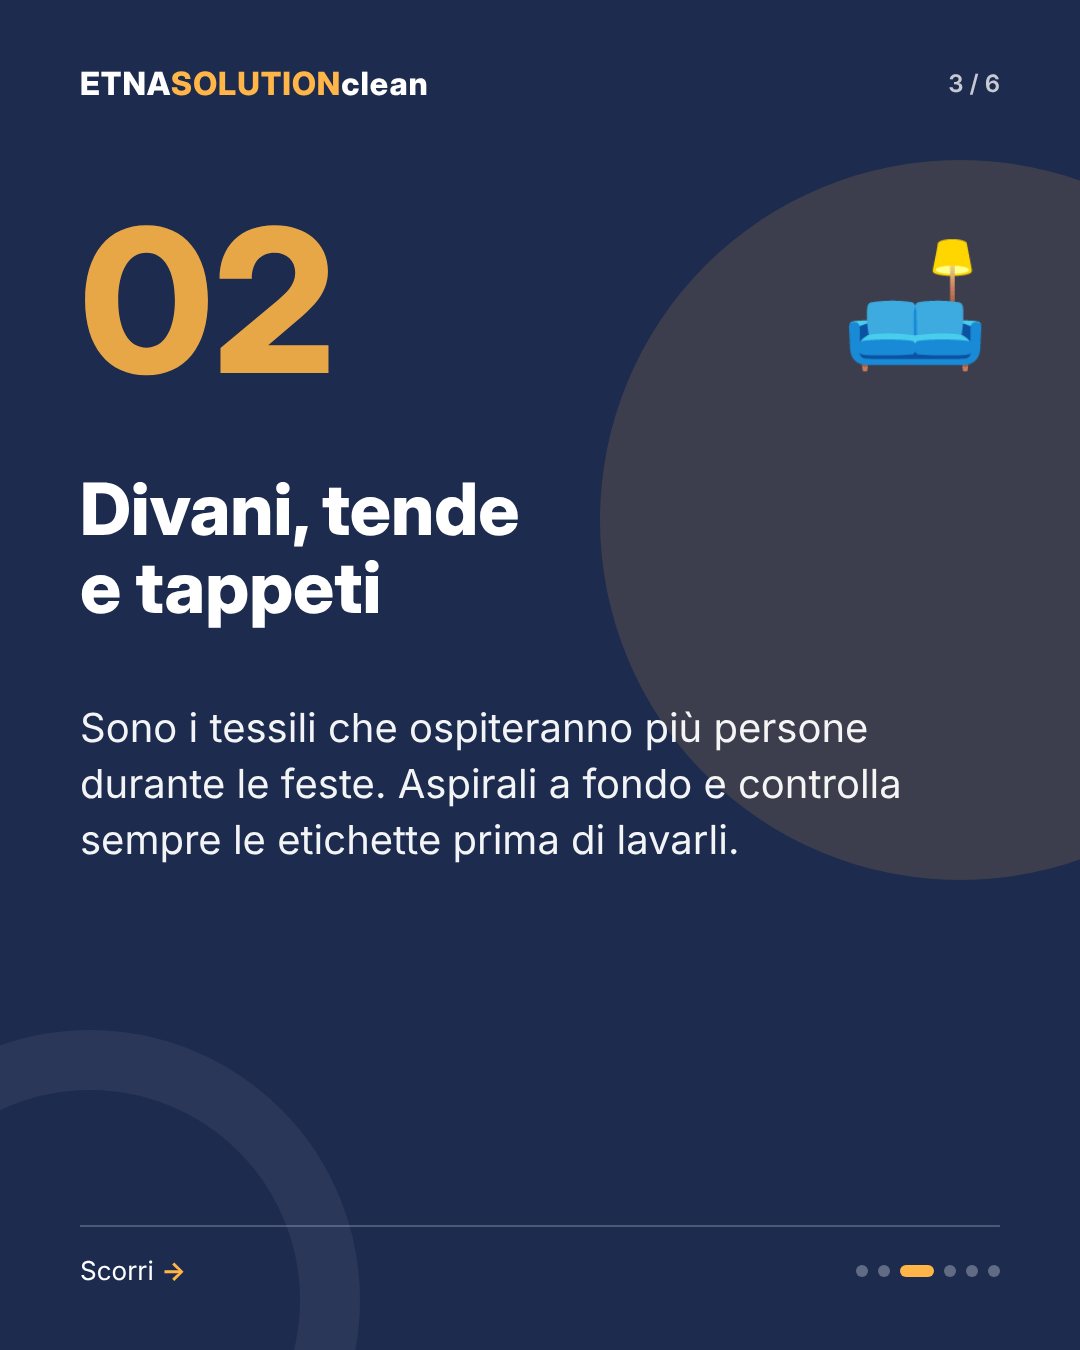 ETNASOLUTIONclean
3 / 6
02
Divani, tende
e tappeti
Sono i tessili che ospiteranno più persone
durante le feste. Aspirali a fondo e controlla
sempre le etichette prima di lavarli.
Scorri →